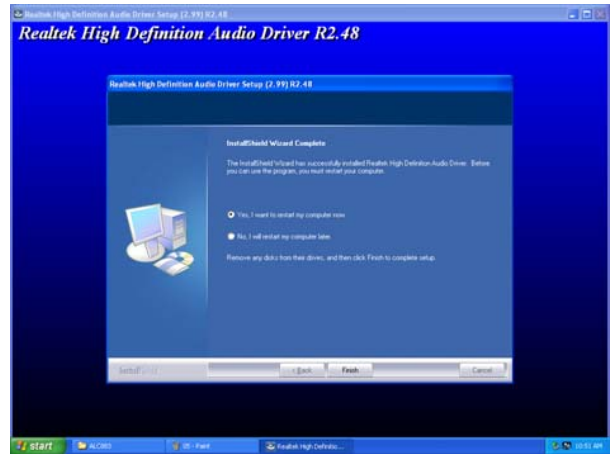 Realtek High Definition Audio Driver Setup (2.99) R2.48
Realtek High Definition Audio Driver R2.48
Realtek High Definition Audio Driver Setup (2.99) R2.48
InstallShield Wizard Complete
The InstallShield Wizard has successfully installed Realtek High Definition Audio Driver. Before
you can use the program, you must restart your computer.
Yes, I want to restart my computer now.
No, I will restart my computer later.
Remove any disks from their drives, and then click Finish to complete setup.
InstallShield
< Back
Finish
Cancel
start
05 - Paint
Realtek High Definitio...
10:51 AM